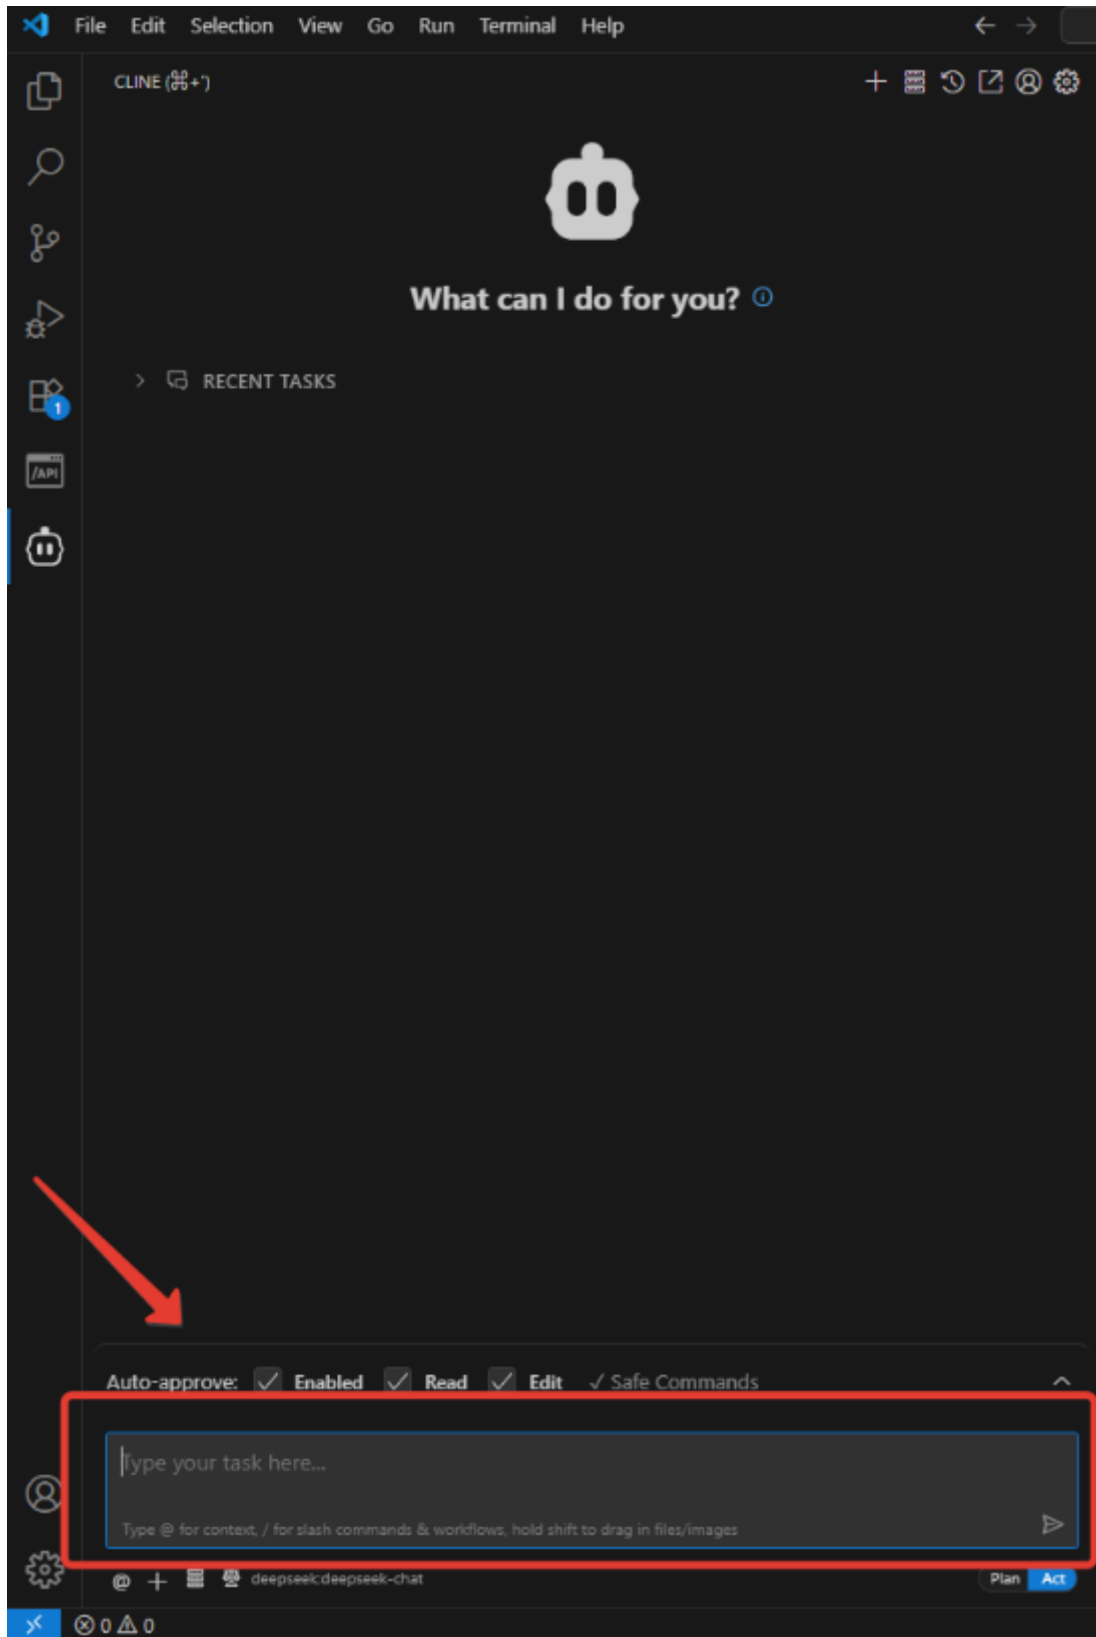 File Edit Selection View Go Run Terminal Help
CLINE (⌘+')
What can I do for you?
RECENT TASKS
1
/API
Auto-approve: Enabled Read Edit ✓ Safe Commands
Type your task here...
Type @ for context, / for slash commands & workflows, hold shift to drag in files/images
@ deepseek:deepseek-chat Plan Act
0 0